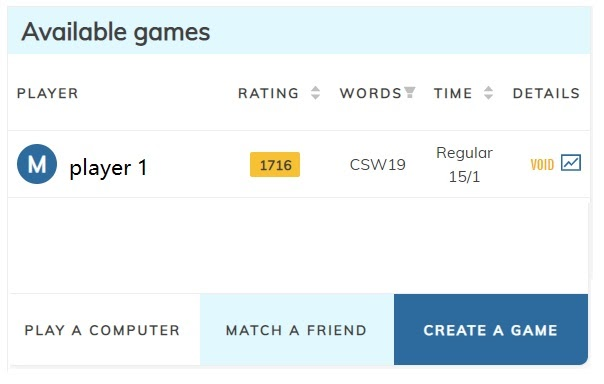 Available games
PLAYER RATING WORDS TIME DETAILS
M player 1 1716 CSW19 Regular 15/1 VOID
PLAY A COMPUTER MATCH A FRIEND CREATE A GAME